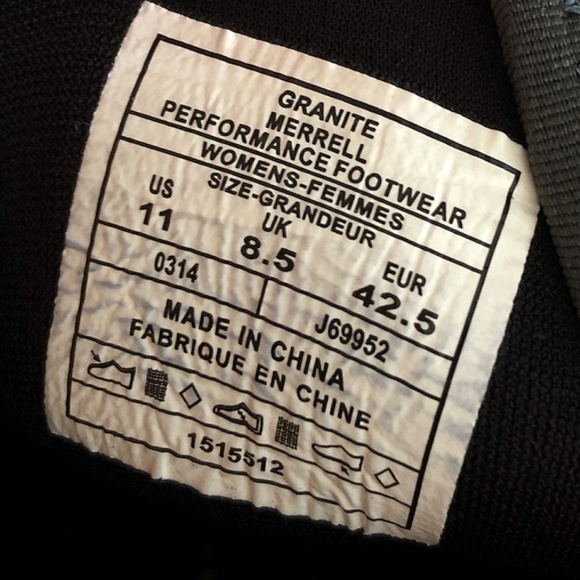 GRANITE
MERRELL
PERFORMANCE FOOTWEAR
WOMENS-FEMMES
SIZE-GRANDEUR
US UK EUR
11 8.5 42.5
0314 J69952
MADE IN CHINA
FABRIQUE EN CHINE
1515512